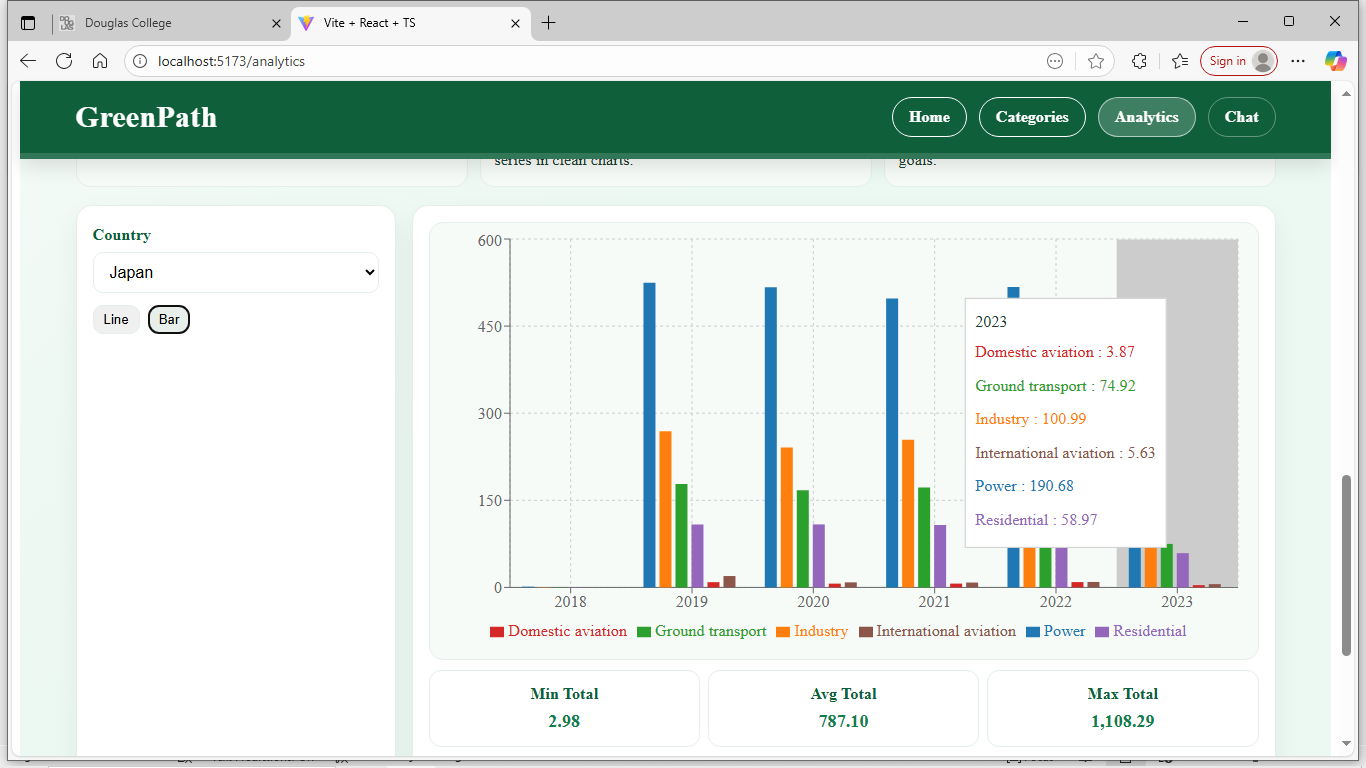 Douglas College
Vite + React + TS
localhost:5173/analytics
Sign in
GreenPath
Home
Categories
Analytics
Chat
series in clean charts.
goals.
Country
Japan
Line
Bar
600
450
300
150
0
2018
2019
2020
2021
2022
2023
2023
Domestic aviation : 3.87
Ground transport : 74.92
Industry : 100.99
International aviation : 5.63
Power : 190.68
Residential : 58.97
Domestic aviation
Ground transport
Industry
International aviation
Power
Residential
Min Total
2.98
Avg Total
787.10
Max Total
1,108.29